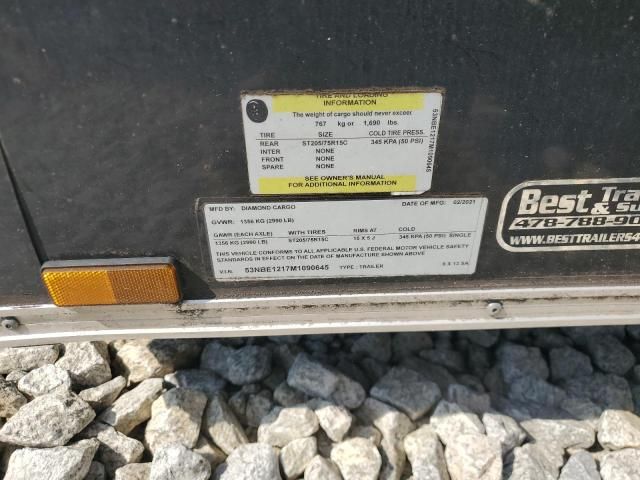 TIRE AND LOADING
INFORMATION
The weight of cargo should never exceed
767 kg or 1,690 lbs.
TIRE SIZE COLD TIRE PRESS.
REAR ST205/75R15C 345 KPA (50 PSI)
INTER NONE
FRONT NONE
SPARE NONE
SEE OWNER'S MANUAL
FOR ADDITIONAL INFORMATION
53NBE1217M1090645
MFD BY: DIAMOND CARGO DATE OF MFG: 02/2021
GVWR: 1356 KG (2990 LB)
GAWR (EACH AXLE) WITH TIRES RIMS AT COLD
1356 KG (2990 LB) ST205/75R15C 15 X 5 J 345 KPA (50 PSI) SINGLE
THIS VEHICLE CONFORMS TO ALL APPLICABLE U.S. FEDERAL MOTOR VEHICLE SAFETY
STANDARDS IN EFFECT ON THE DATE OF MANUFACTURE SHOWN ABOVE
V.I.N. 53NBE1217M1090645 TYPE: TRAILER 6 X 12 SA
Best Tra
& Su
478-788-90
WWW.BESTTRAILERS4